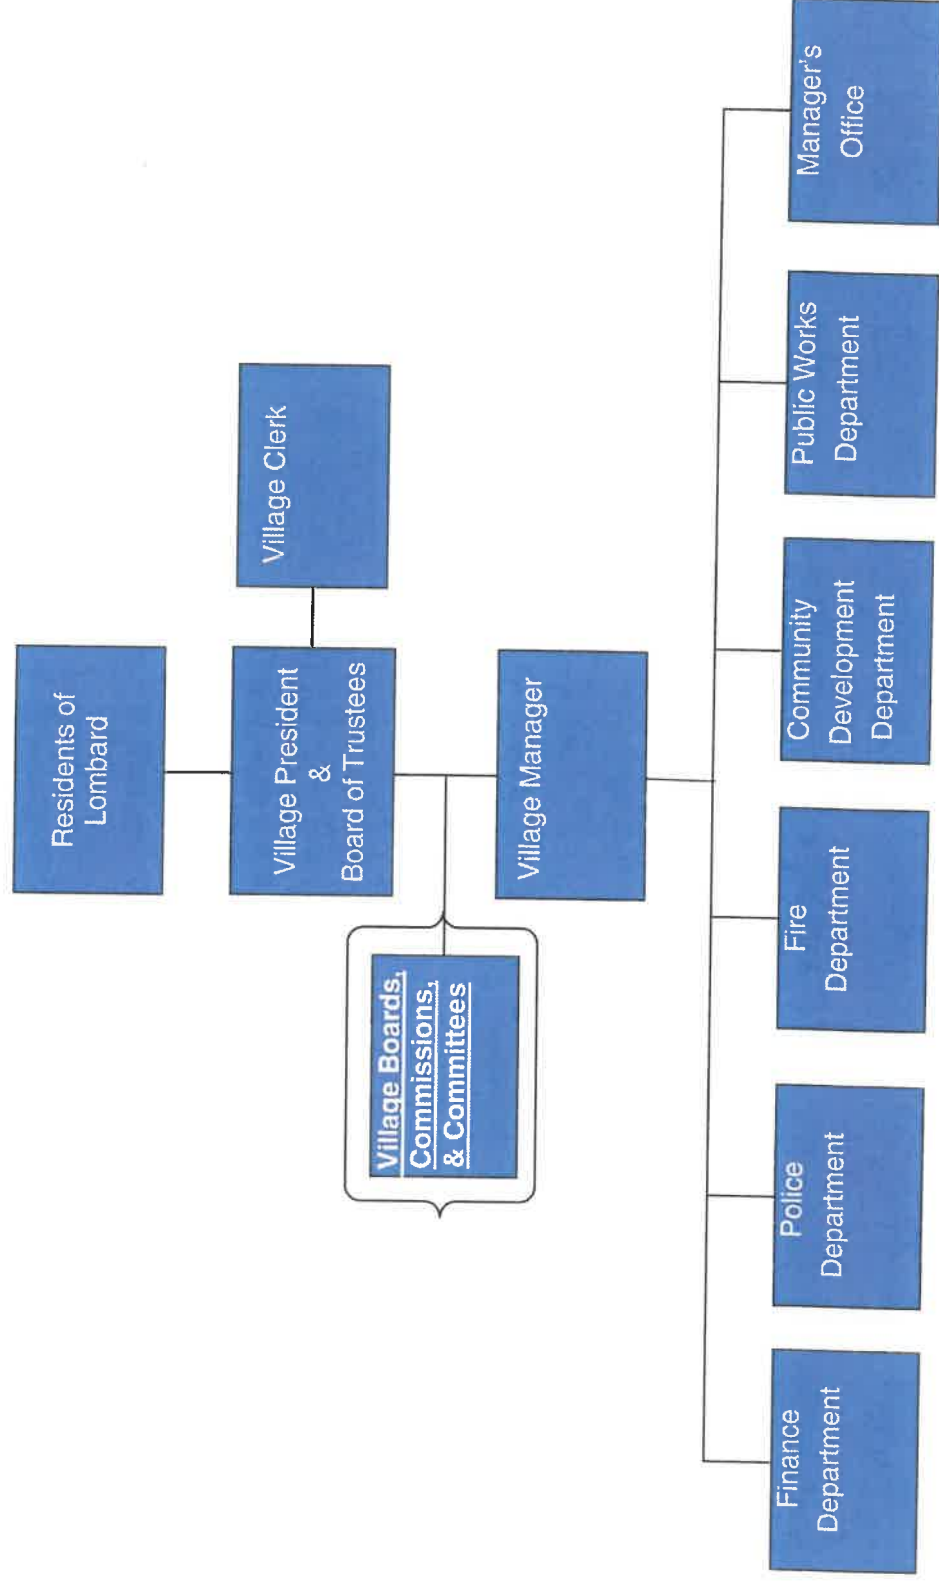 Residents of
Lombard
Village President
&
Board of Trustees
Village Clerk
Village Boards,
Commissions,
& Committees
Village Manager
Finance
Department
Police
Department
Fire
Department
Community
Development
Department
Public Works
Department
Manager's
Office